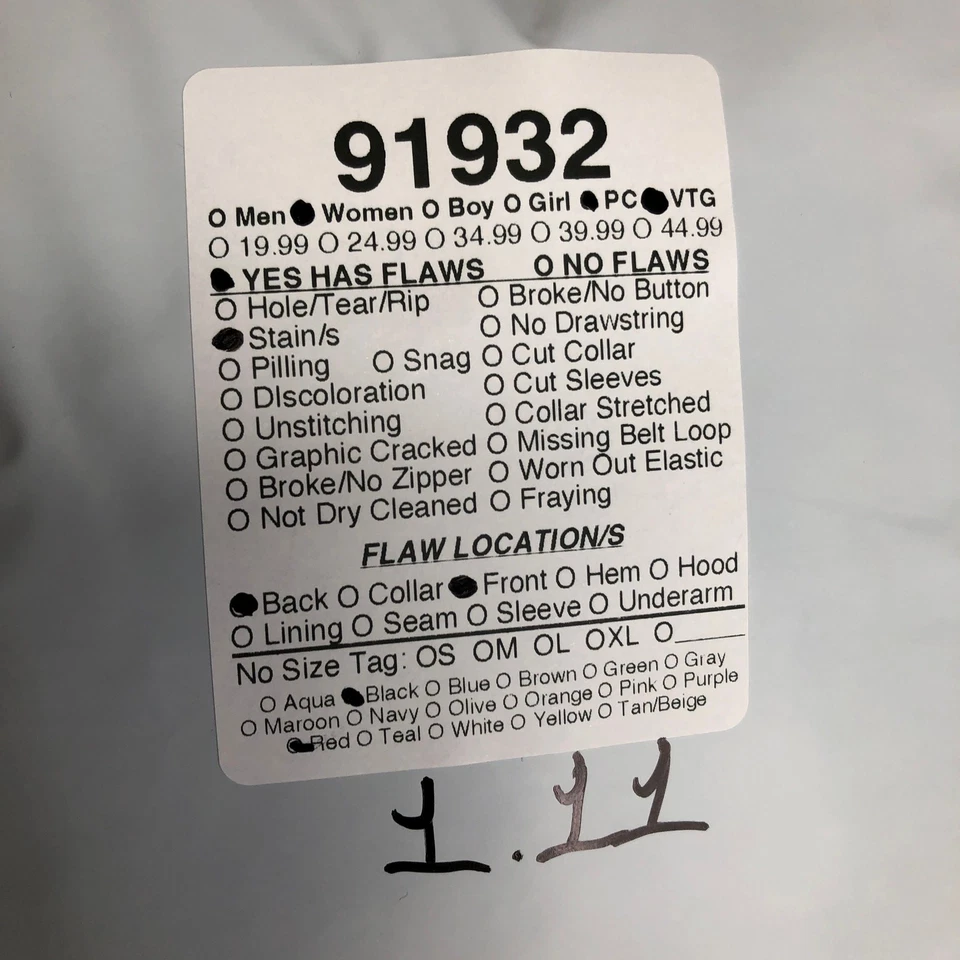 91932
O Men ● Women O Boy O Girl ● PC ● VTG
O 19.99 O 24.99 O 34.99 O 39.99 O 44.99
● YES HAS FLAWS O NO FLAWS
O Hole/Tear/Rip O Broke/No Button
● Stain/s O No Drawstring
O Pilling O Snag O Cut Collar
O DIscoloration O Cut Sleeves
O Unstitching O Collar Stretched
O Graphic Cracked O Missing Belt Loop
O Broke/No Zipper O Worn Out Elastic
O Not Dry Cleaned O Fraying
FLAW LOCATION/S
● Back O Collar ● Front O Hem O Hood
O Lining O Seam O Sleeve O Underarm
No Size Tag: OS OM OL OXL O_____
O Aqua ● Black O Blue O Brown O Green O Gray
O Maroon O Navy O Olive O Orange O Pink O Purple
● Red O Teal O White O Yellow O Tan/Beige
1.11